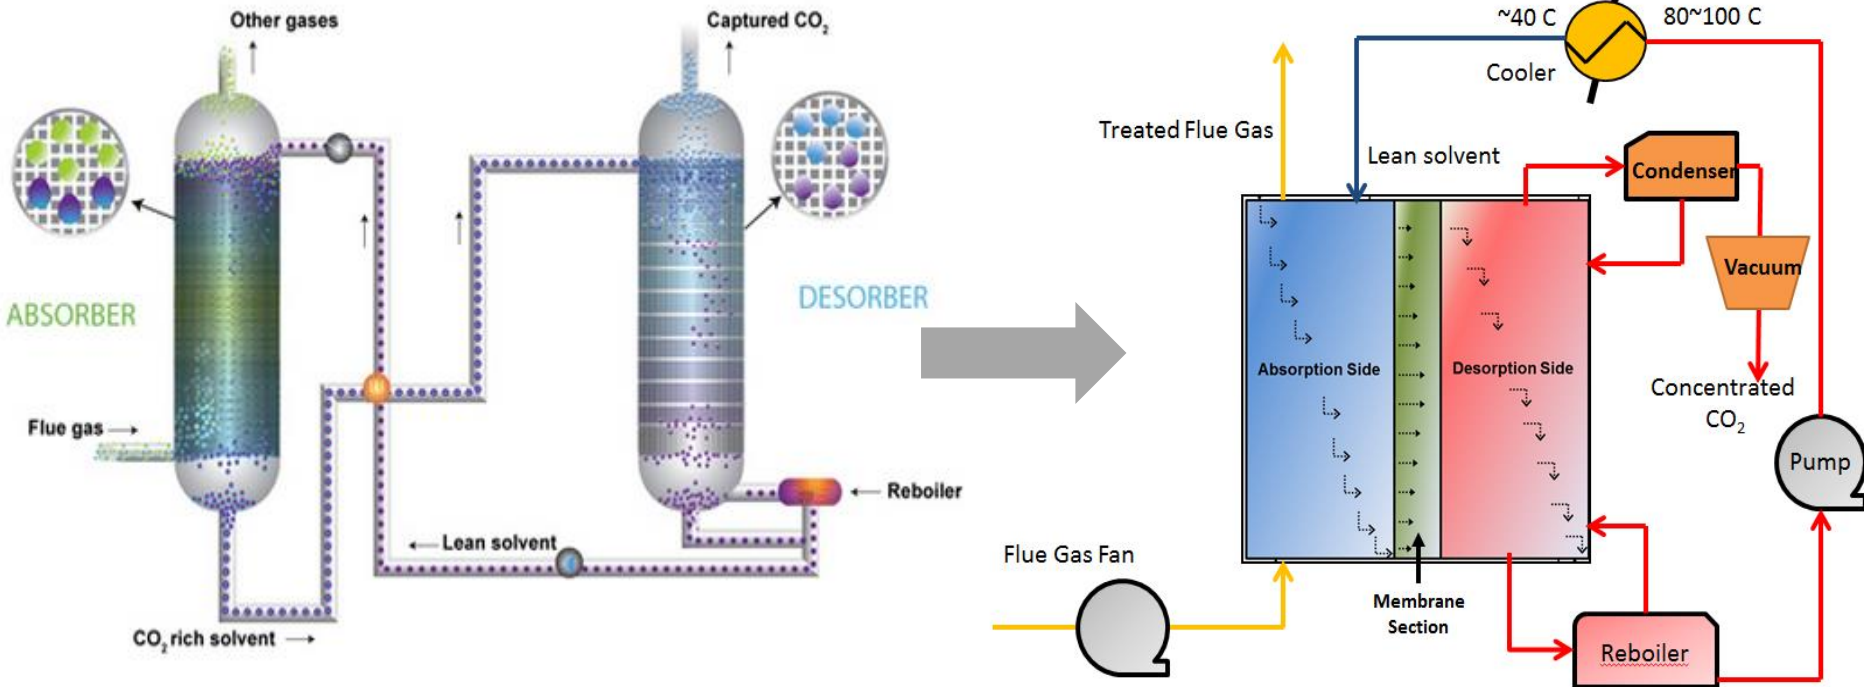 Other gases
Captured CO₂
ABSORBER
DESORBER
Flue gas
Reboiler
Lean solvent
CO₂ rich solvent
~40 C
80~100 C
Cooler
Treated Flue Gas
Lean solvent
Condenser
Vacuum
Absorption Side
Desorption Side
Concentrated
CO₂
Pump
Flue Gas Fan
Membrane
Section
Reboiler